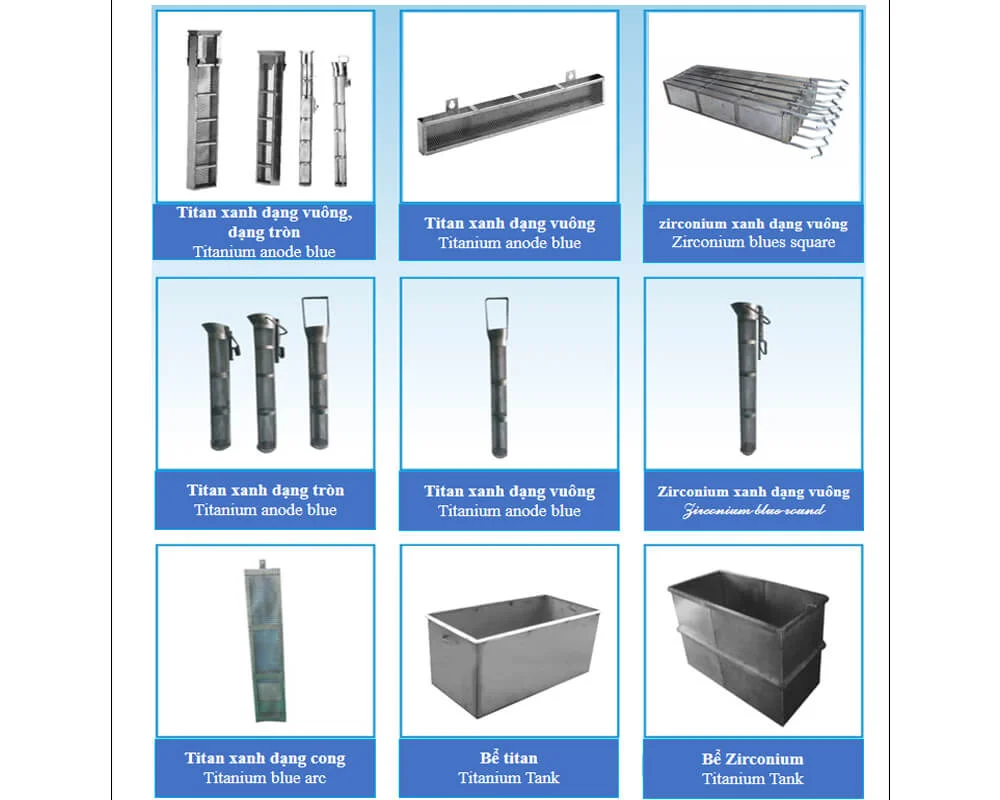 Titan xanh dạng vuông,
dạng tròn
Titanium anode blue
Titan xanh dạng vuông
Titanium anode blue
zirconium xanh dạng vuông
Zirconium blues square
Titan xanh dạng tròn
Titanium anode blue
Titan xanh dạng vuông
Titanium anode blue
Zirconium xanh dạng vuông
Zirconium blue round
Titan xanh dạng cong
Titanium blue arc
Bể titan
Titanium Tank
Bể Zirconium
Titanium Tank